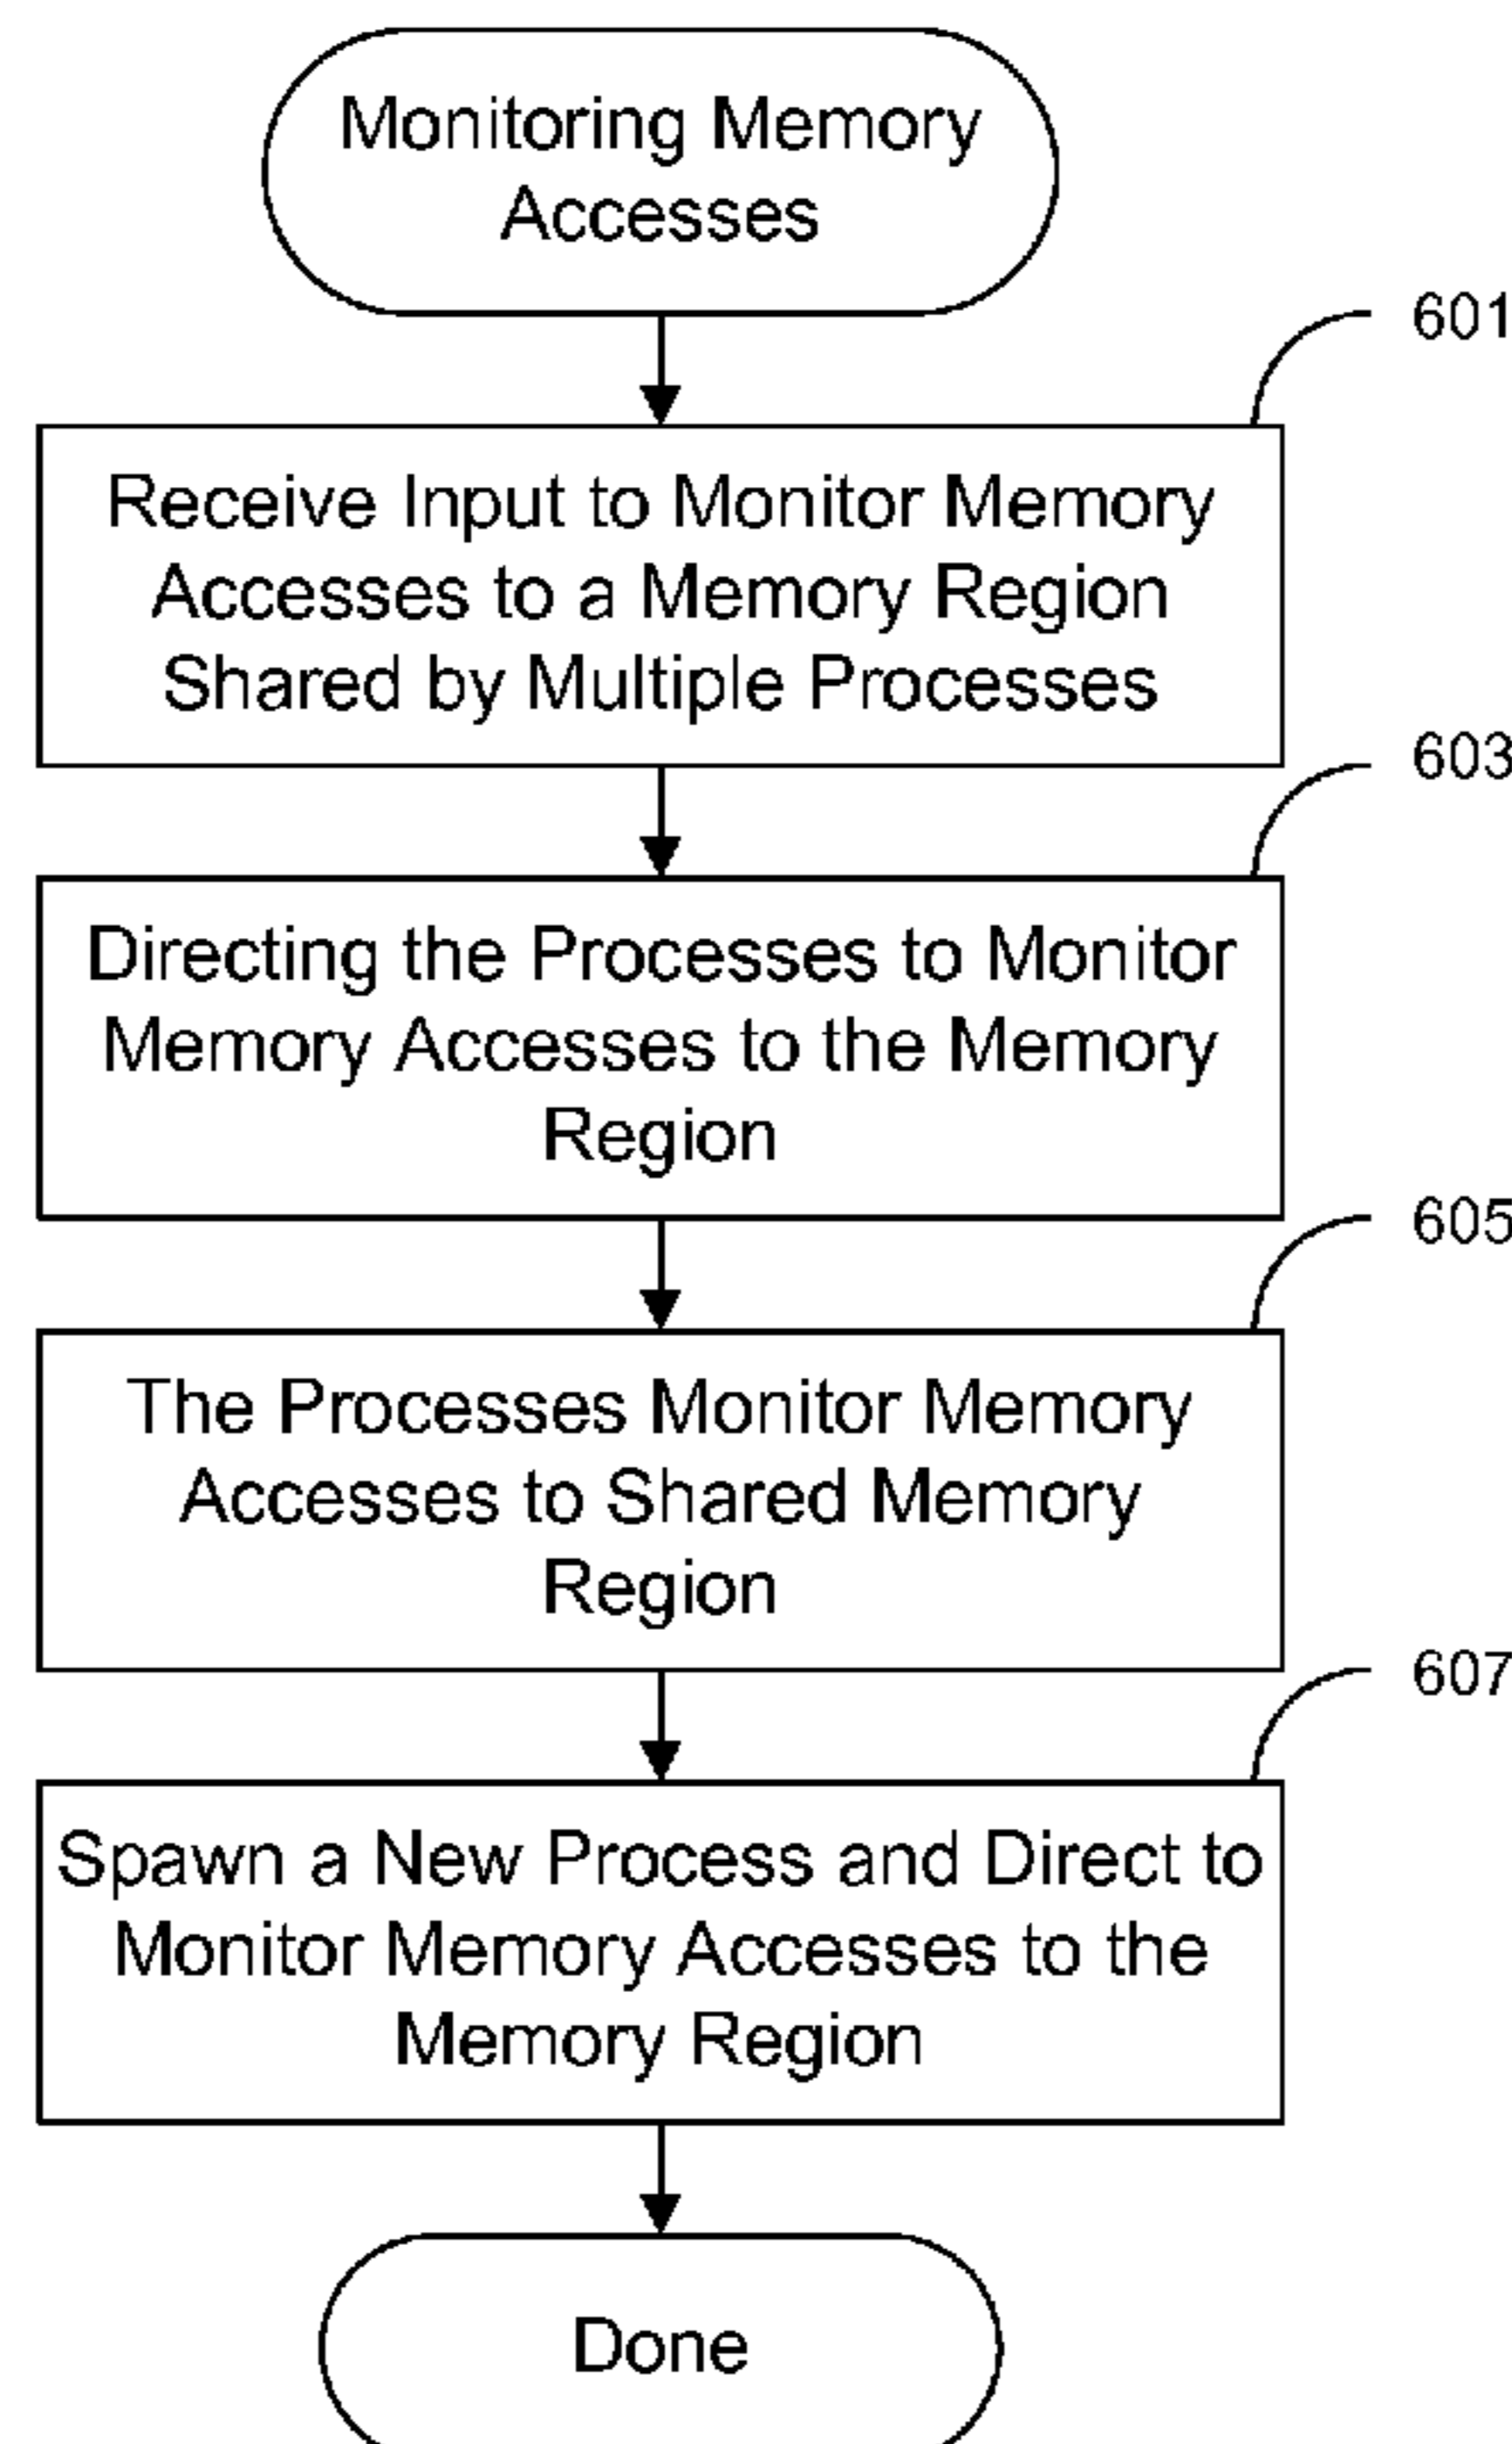 Monitoring Memory
Accesses
601
Receive Input to Monitor Memory
Accesses to a Memory Region
Shared by Multiple Processes
603
Directing the Processes to Monitor
Memory Accesses to the Memory
Region
605
The Processes Monitor Memory
Accesses to Shared Memory
Region
607
Spawn a New Process and Direct to
Monitor Memory Accesses to the
Memory Region
Done